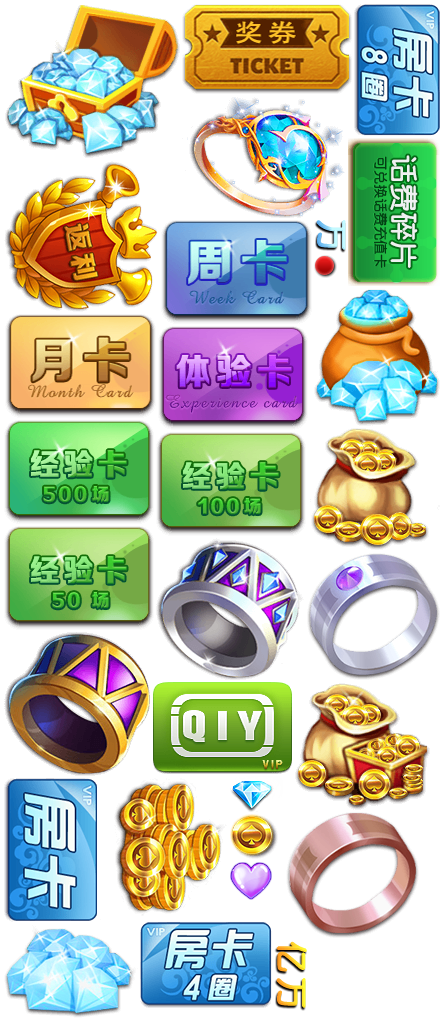 奖券
TICKET
VIP
房卡
8圈
话费碎片
可兑换话费充值卡
万
返利
周卡
Week Card
月卡
Month Card
体验卡
Experience card
经验卡
500场
经验卡
100场
经验卡
50 场
QIY
VIP
VIP
房卡
VIP
房卡
4圈
亿万